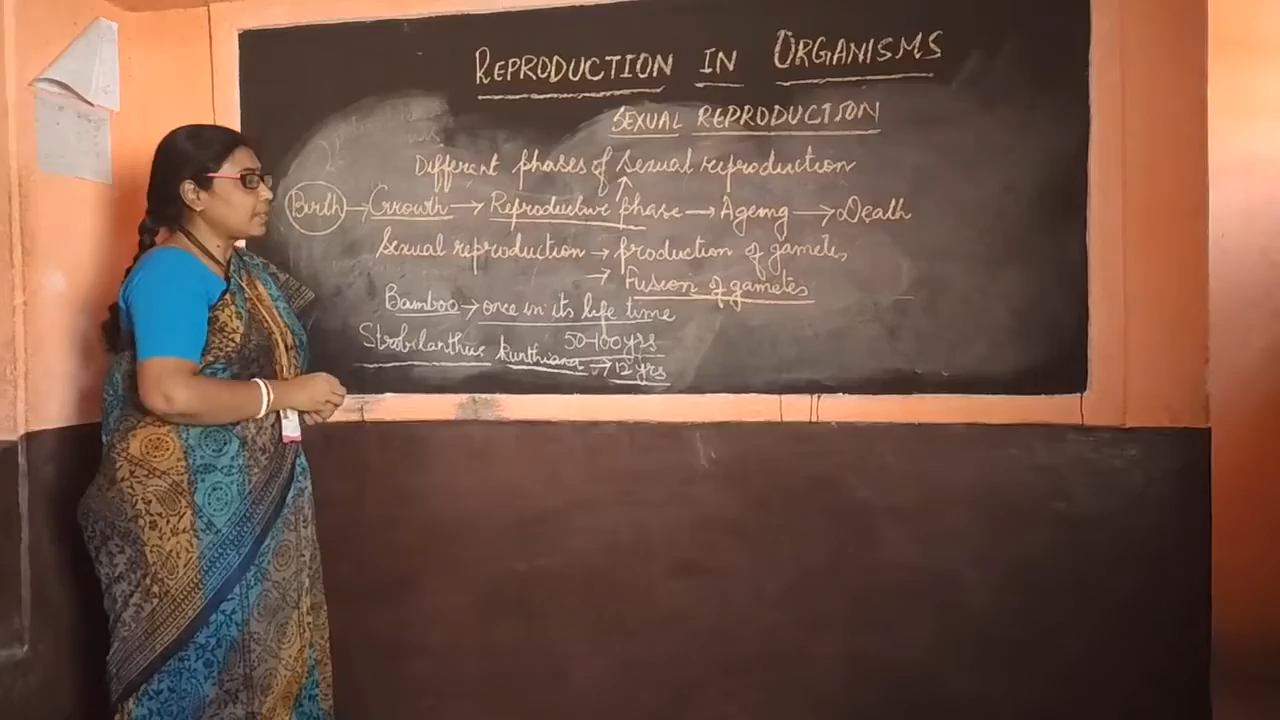 REPRODUCTION IN ORGANISMS
SEXUAL REPRODUCTION
Different phases of sexual reproduction
Birth → Growth → Reproductive phase → Ageing → Death
Sexual reproduction → production of gametes
→ Fusion of gametes
Bamboo → once in its life time
50-100 yrs
Strobilanthus kunthiana → 12 yrs